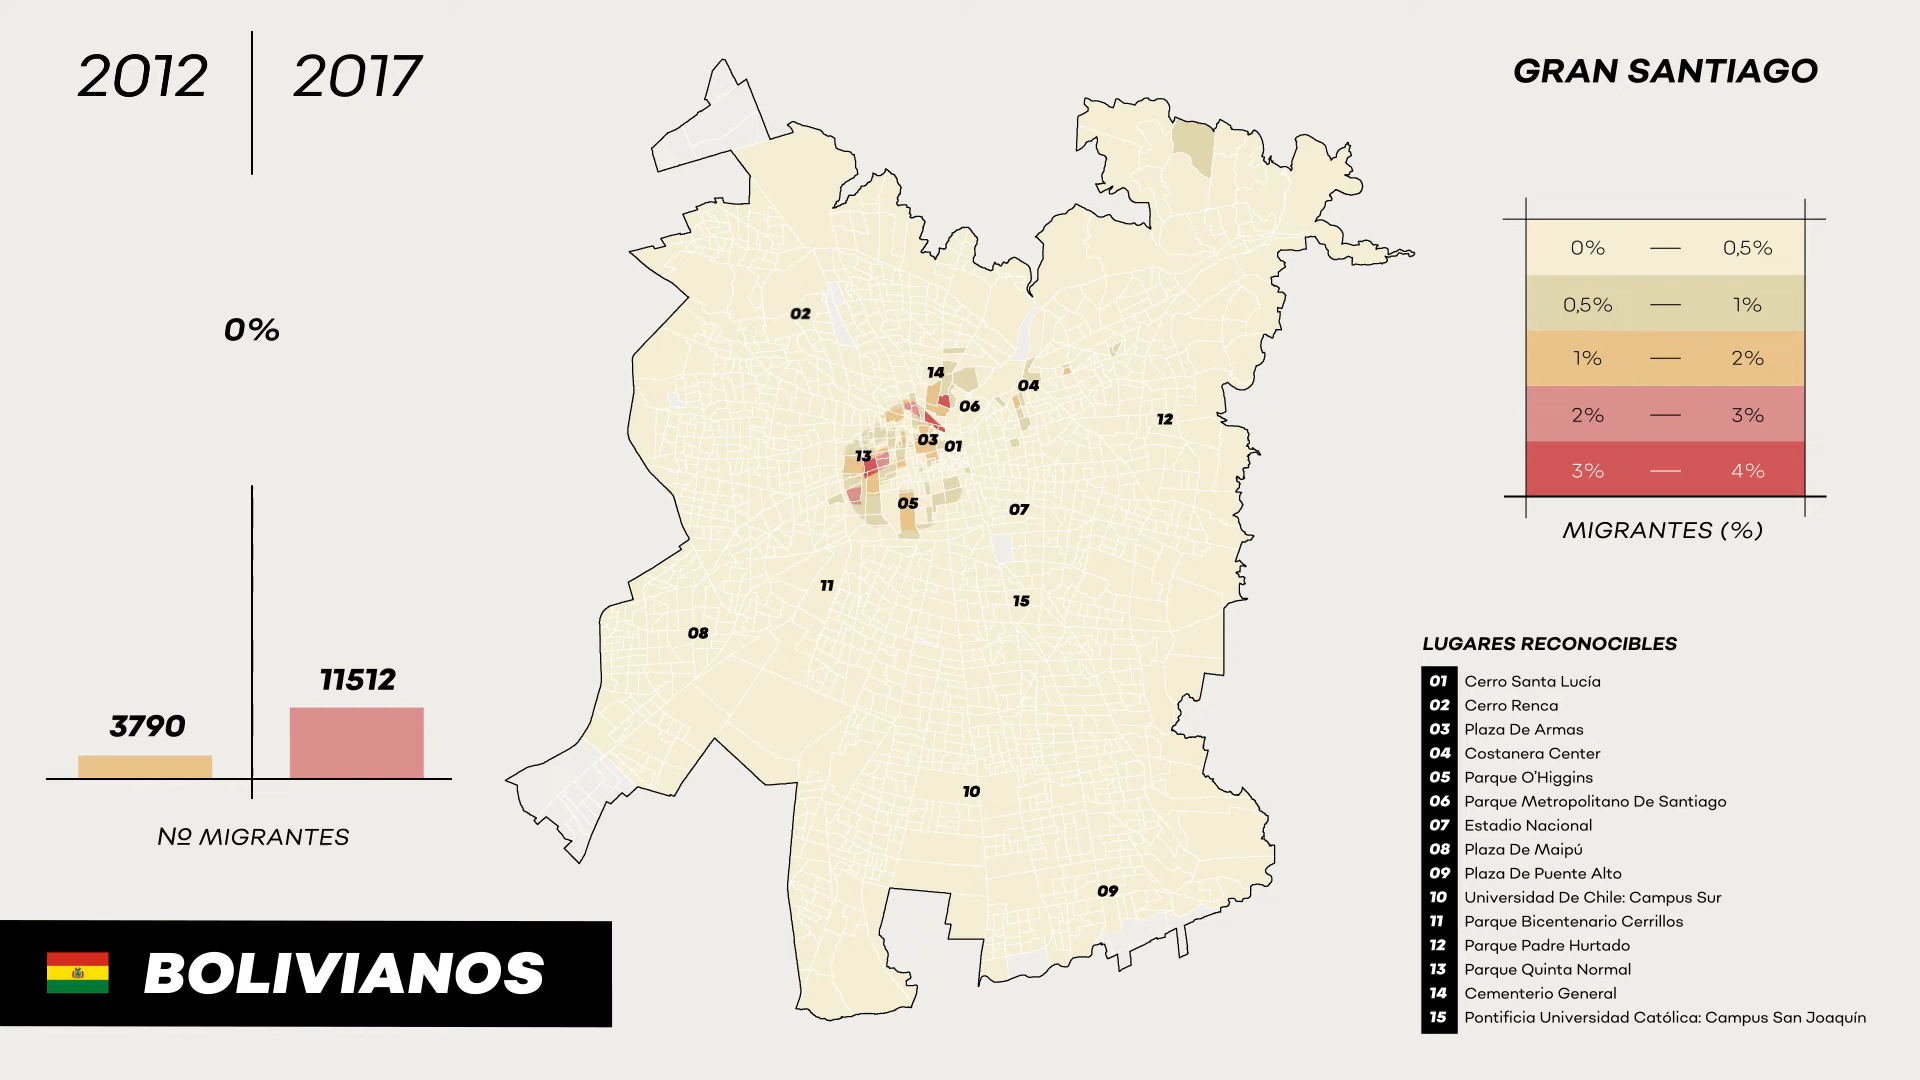 2012 2017
GRAN SANTIAGO
0% — 0,5%
0,5% — 1%
1% — 2%
2% — 3%
3% — 4%
MIGRANTES (%)
0%
3790
11512
Nº MIGRANTES
BOLIVIANOS
02
14
04
06
12
03
01
13
05
07
11
15
08
10
09
LUGARES RECONOCIBLES
01 Cerro Santa Lucía
02 Cerro Renca
03 Plaza De Armas
04 Costanera Center
05 Parque O'Higgins
06 Parque Metropolitano De Santiago
07 Estadio Nacional
08 Plaza De Maipú
09 Plaza De Puente Alto
10 Universidad De Chile: Campus Sur
11 Parque Bicentenario Cerrillos
12 Parque Padre Hurtado
13 Parque Quinta Normal
14 Cementerio General
15 Pontificia Universidad Católica: Campus San Joaquín